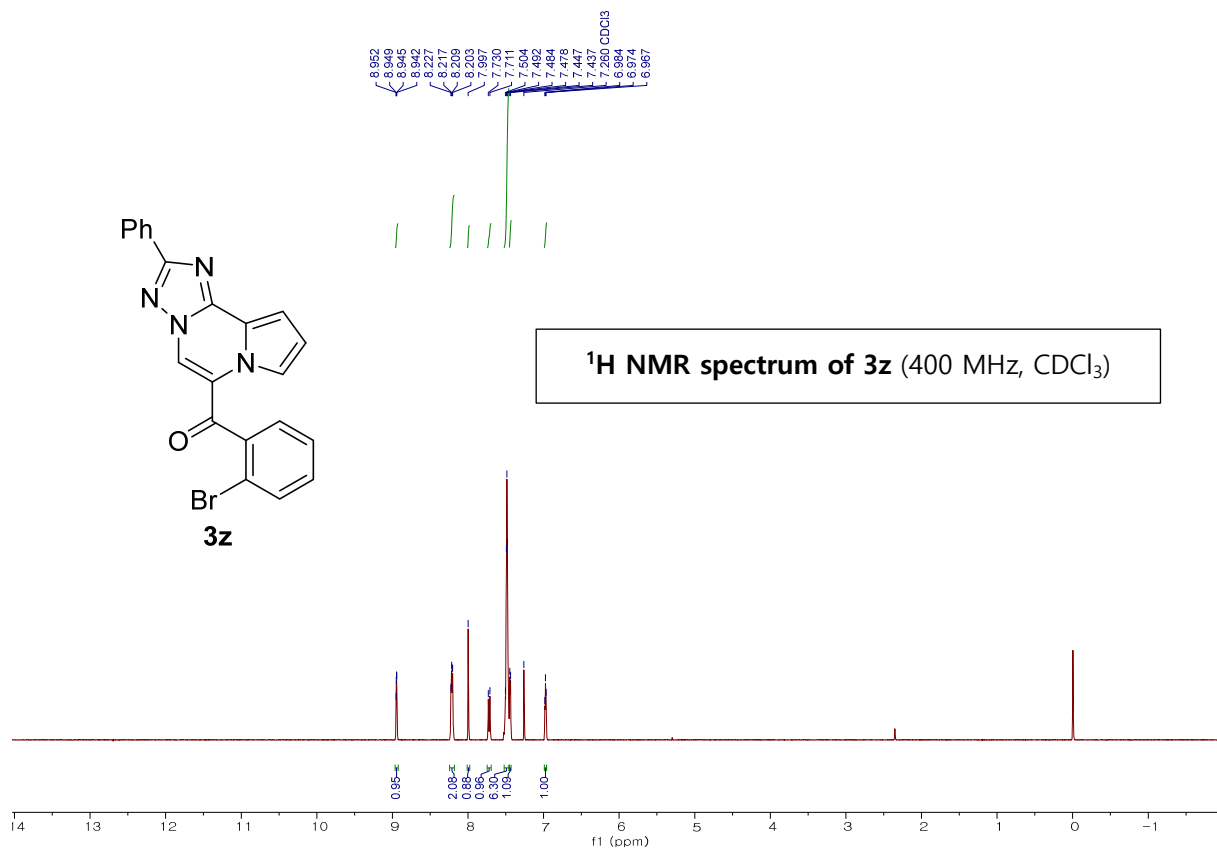 8.952
8.949
8.945
8.942
8.227
8.217
8.209
8.203
7.997
7.730
7.711
7.504
7.492
7.484
7.478
7.447
7.437
7.260 CDCl3
6.984
6.974
6.967
Ph
N
N
N
N
O
Br
3z
¹H NMR spectrum of 3z (400 MHz, CDCl₃)
0.95
2.08
0.88
0.96
6.30
1.09
1.00
14 13 12 11 10 9 8 7 6 5 4 3 2 1 0 -1
f1 (ppm)